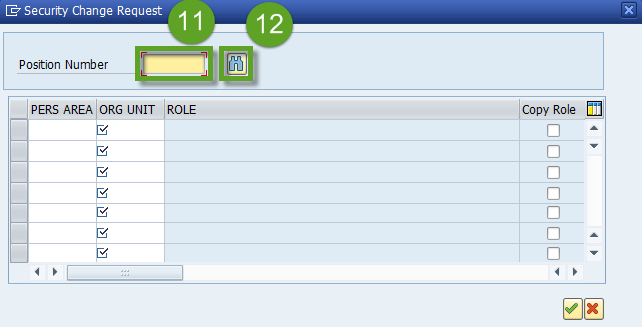 Security Change Request
11
12
Position Number
PERS AREA ORG UNIT ROLE Copy Role